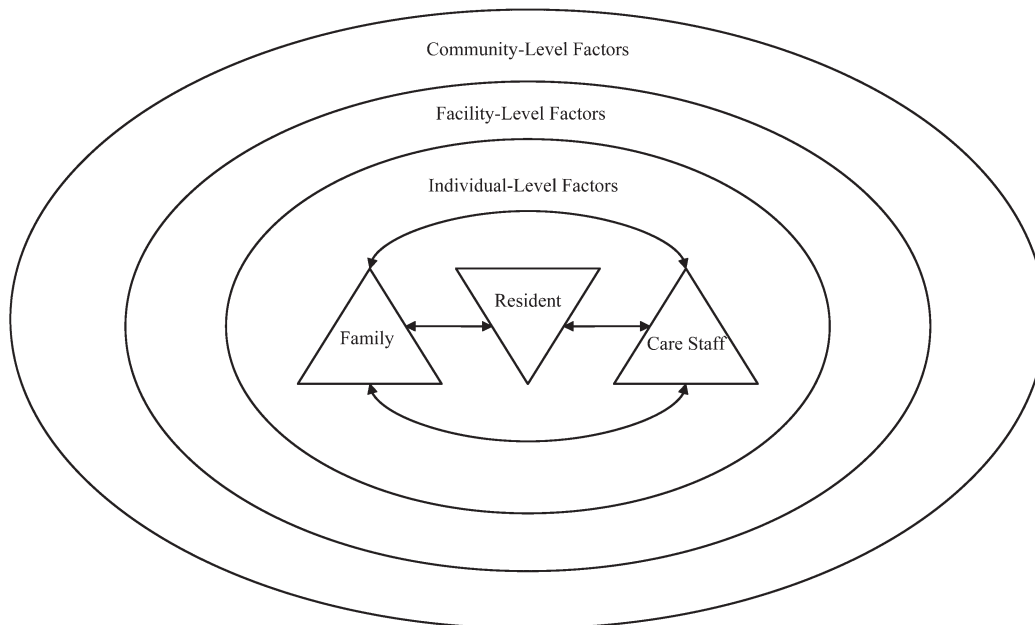 Community-Level Factors
Facility-Level Factors
Individual-Level Factors
Resident
Family
Care Staff